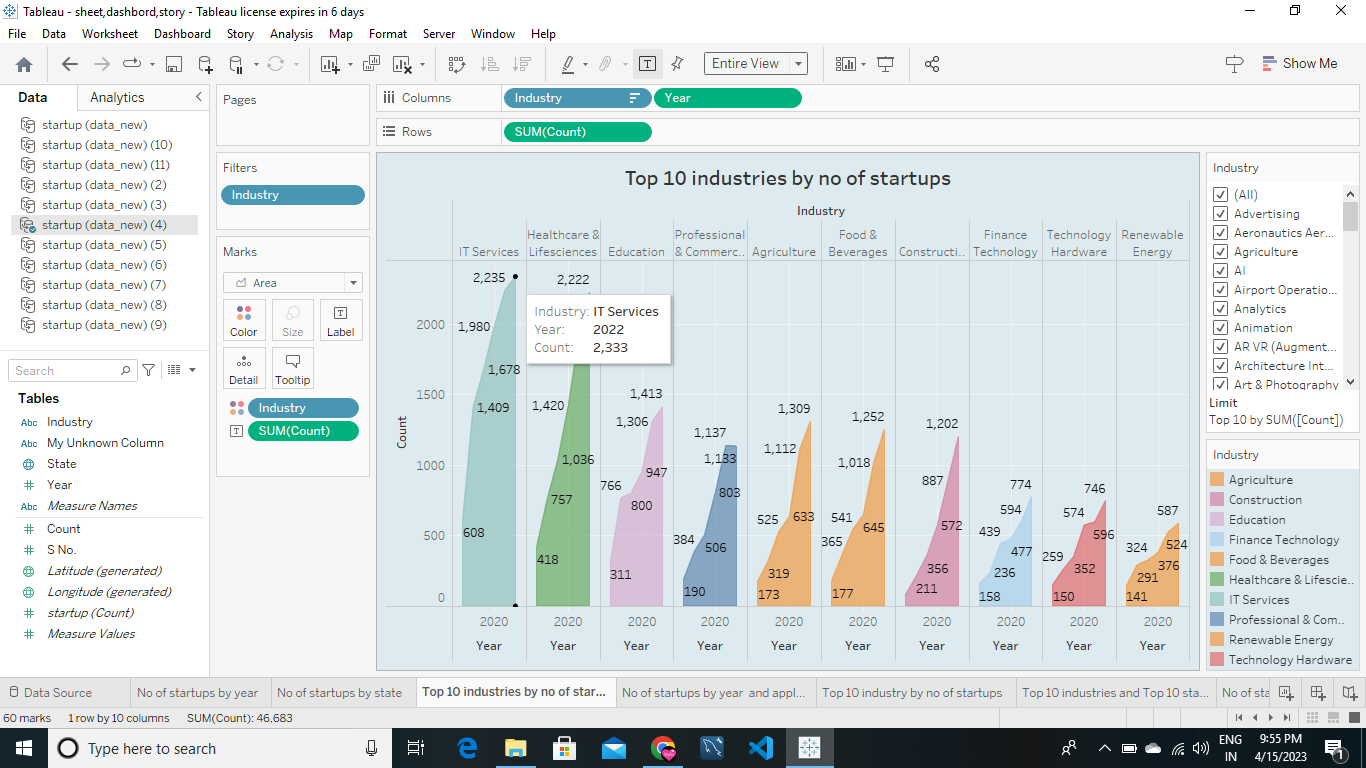 Tableau - sheet,dashbord,story - Tableau license expires in 6 days
File Data Worksheet Dashboard Story Analysis Map Format Server Window Help
Entire View
Show Me
Data Analytics
startup (data_new)
startup (data_new) (10)
startup (data_new) (11)
startup (data_new) (2)
startup (data_new) (3)
startup (data_new) (4)
startup (data_new) (5)
startup (data_new) (6)
startup (data_new) (7)
startup (data_new) (8)
startup (data_new) (9)
Search
Tables
Abc Industry
Abc My Unknown Column
State
# Year
Abc Measure Names
# Count
# S No.
Latitude (generated)
Longitude (generated)
# startup (Count)
# Measure Values
Pages
Filters
Industry
Marks
Area
Color Size Label
Detail Tooltip
Industry
SUM(Count)
Columns Industry Year
Rows SUM(Count)
Top 10 industries by no of startups
Industry
IT Services
Healthcare &
Lifesciences
Education
Professional
& Commerc..
Agriculture
Food &
Beverages
Constructi..
Finance
Technology
Technology
Hardware
Renewable
Energy
Count
2000
1500
1000
500
0
2,235
1,980
1,678
1,409
608
2,222
1,420
1,036
757
418
1,413
1,306
947
766
800
311
1,137
1,133
803
384
506
190
1,309
1,112
525
633
319
173
1,252
1,018
541
645
365
177
1,202
887
572
356
211
774
594
439
477
236
158
746
574
596
259
352
150
587
524
324
376
291
141
Industry: IT Services
Year: 2022
Count: 2,333
2020 2020 2020 2020 2020 2020 2020 2020 2020 2020
Year Year Year Year Year Year Year Year Year Year
Industry
(All)
Advertising
Aeronautics Aer...
Agriculture
AI
Airport Operatio...
Analytics
Animation
AR VR (Augment...
Architecture Int...
Art & Photography
Limit
Top 10 by SUM([Count])
Industry
Agriculture
Construction
Education
Finance Technology
Food & Beverages
Healthcare & Lifescie..
IT Services
Professional & Com..
Renewable Energy
Technology Hardware
Data Source No of startups by year No of startups by state Top 10 industries by no of star... No of startups by year and appl... Top 10 industry by no of startups Top 10 industries and Top 10 sta... No of sta
60 marks 1 row by 10 columns SUM(Count): 46,683
Type here to search
ENG
IN
9:55 PM
4/15/2023
1